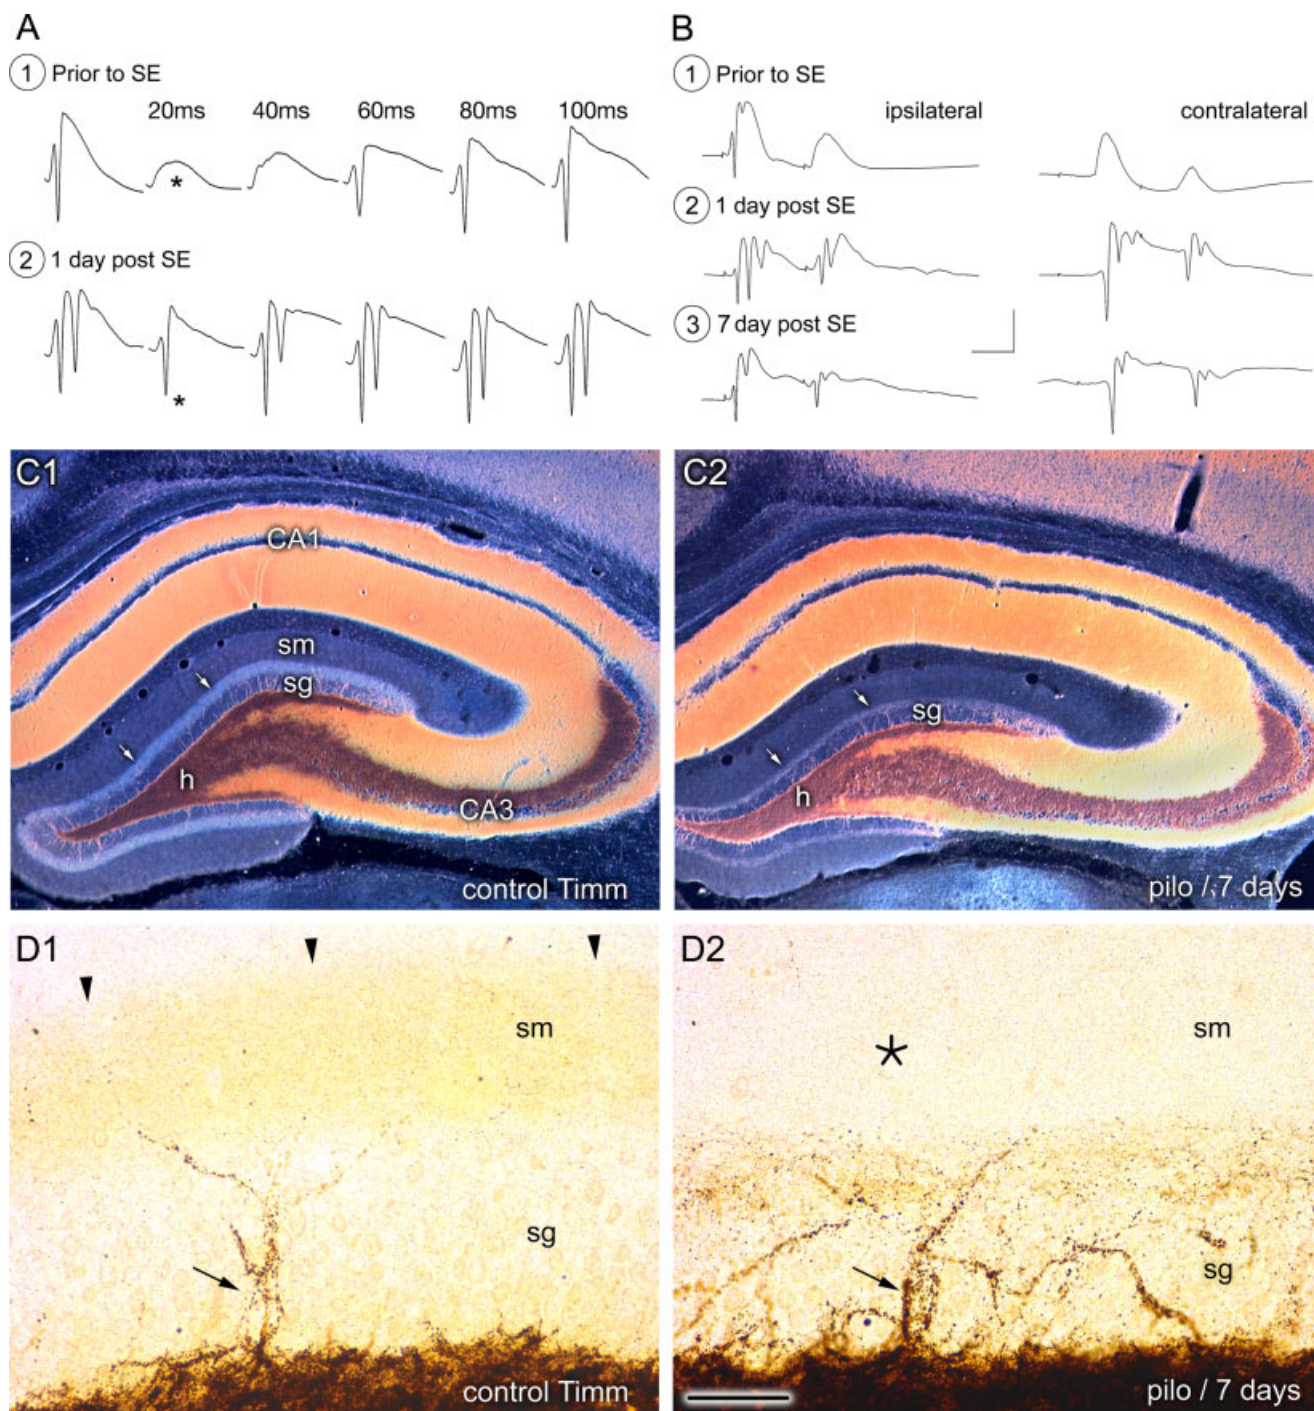 A
1 Prior to SE
20ms 40ms 60ms 80ms 100ms
*
2 1 day post SE
*
B
1 Prior to SE
ipsilateral contralateral
2 1 day post SE
3 7 day post SE
C1
CA1
sm
sg
h
CA3
control Timm
C2
sg
h
pilo / 7 days
D1
sm
sg
control Timm
D2
sm
*
sg
pilo / 7 days